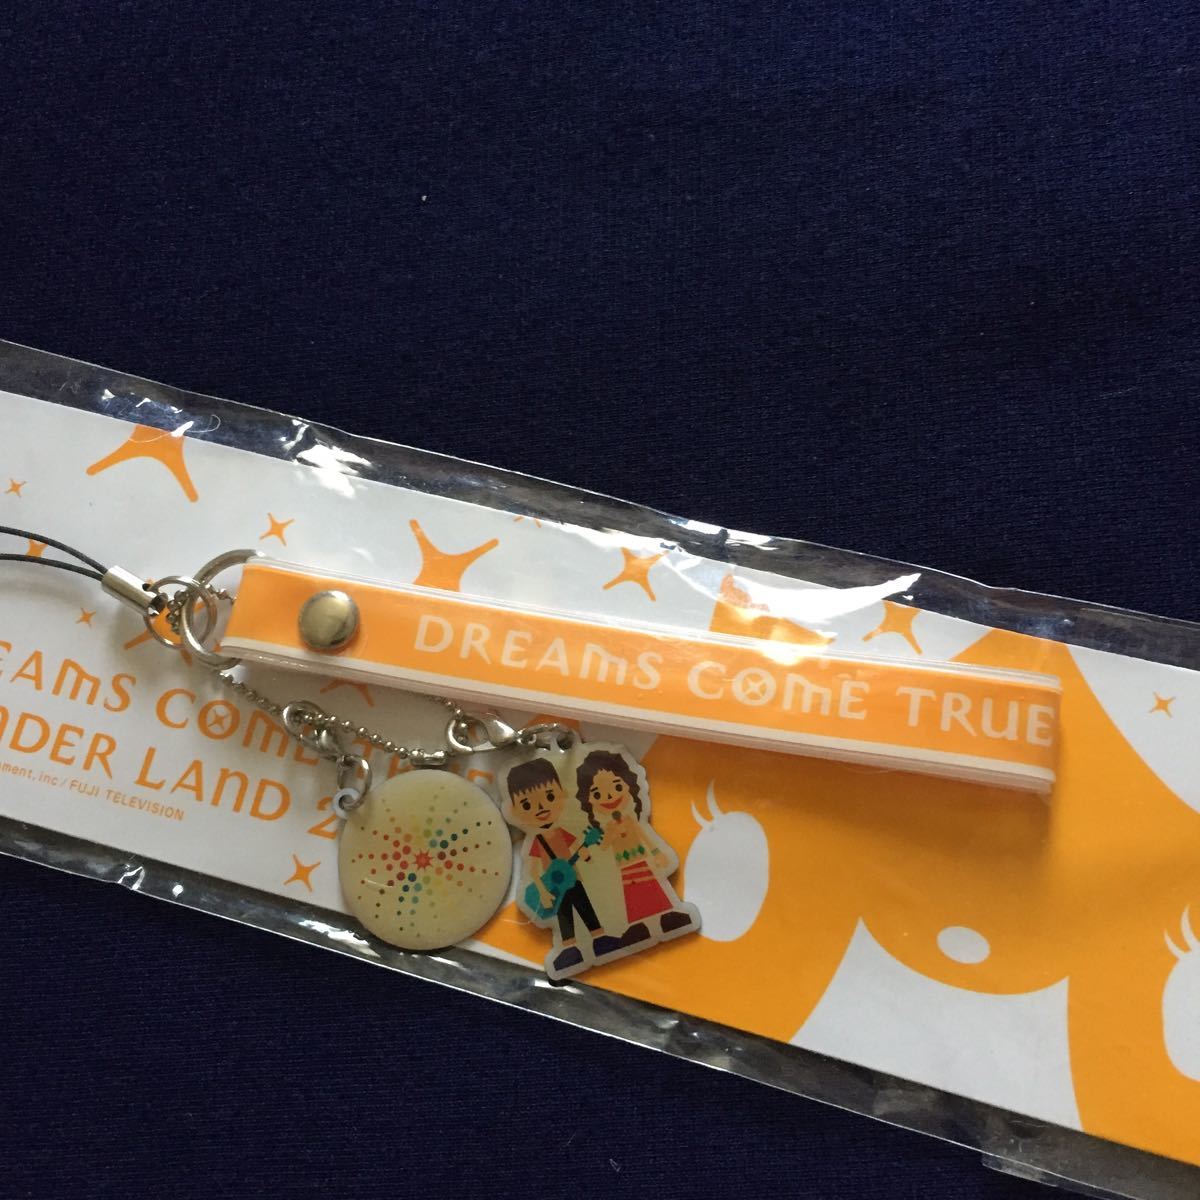 DREAMS COME TRUE
EAMS COME
NDER LAND 2
ment, inc / FUJI TELEVISION